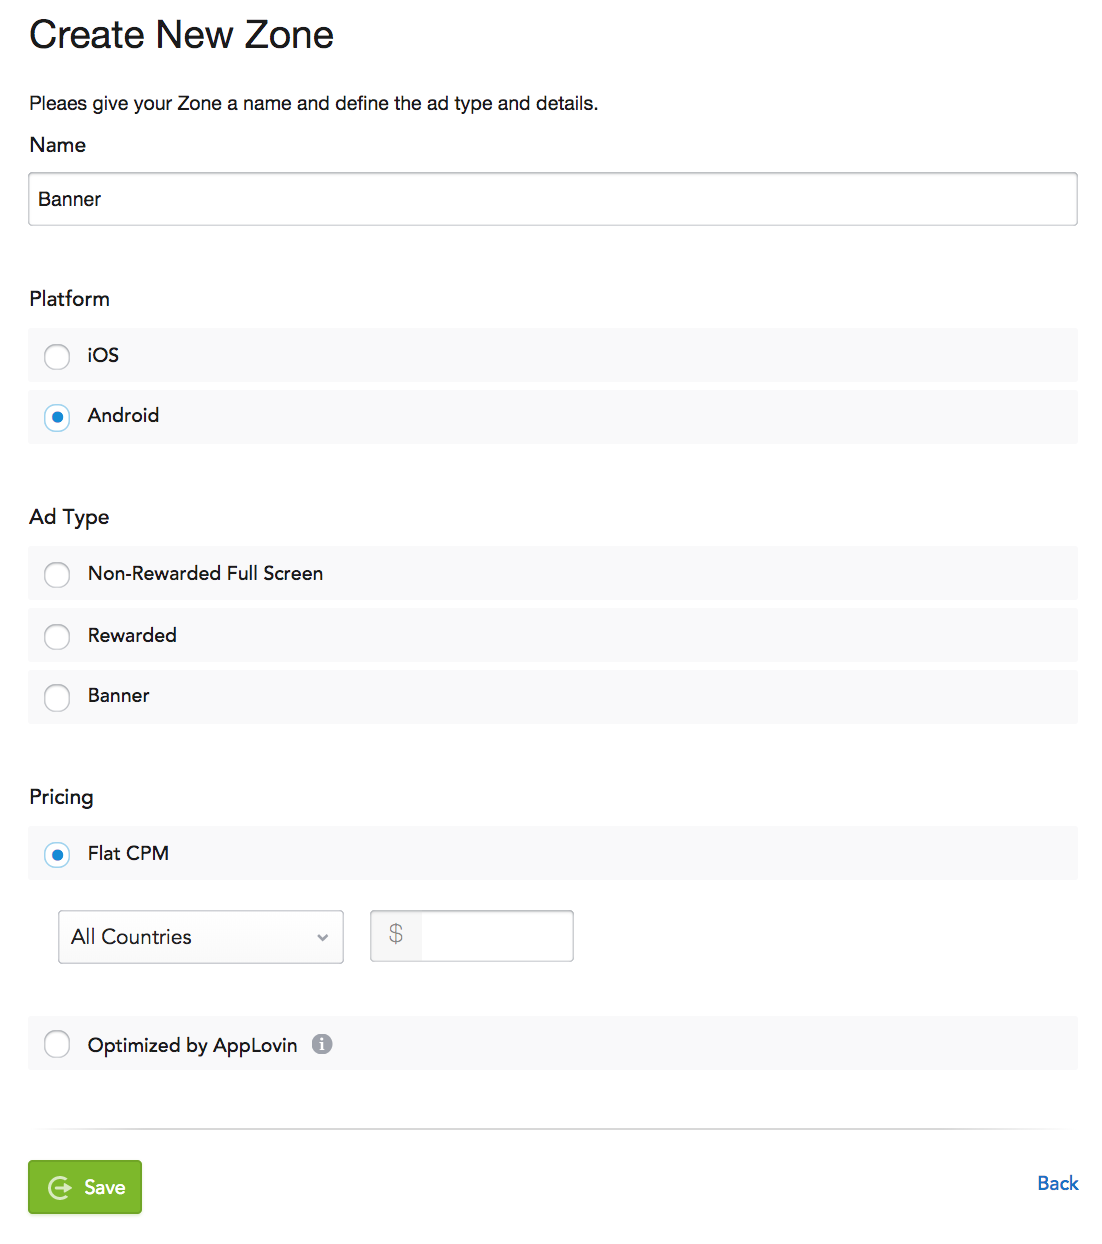 Create New Zone
Pleaes give your Zone a name and define the ad type and details.
Name
Banner
Platform
iOS
Android
Ad Type
Non-Rewarded Full Screen
Rewarded
Banner
Pricing
Flat CPM
All Countries $
Optimized by AppLovin i
Save Back